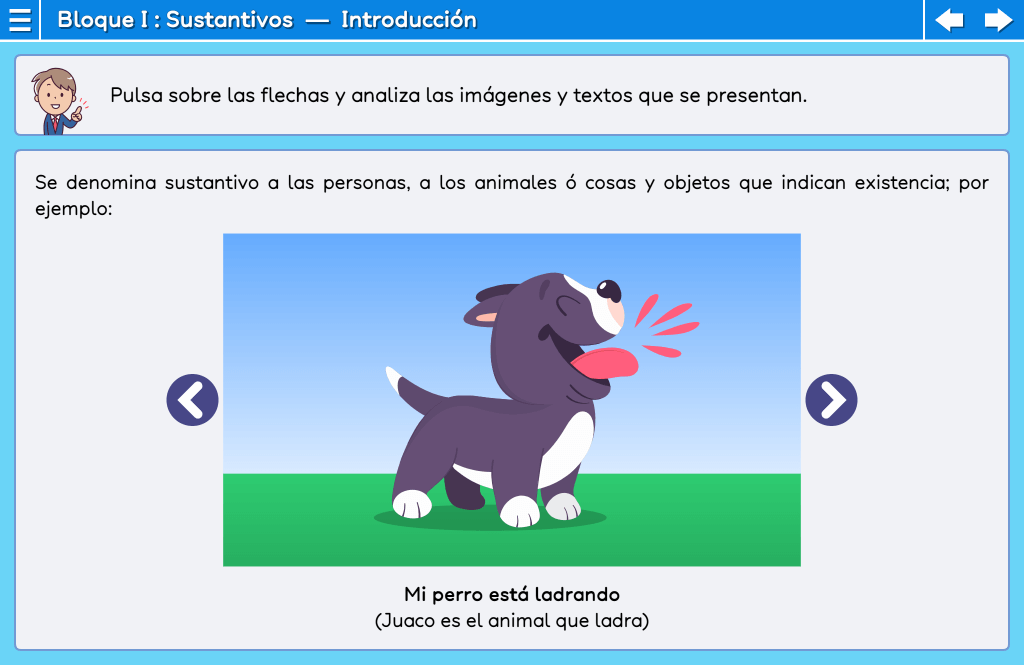 Bloque I : Sustantivos — Introducción
Pulsa sobre las flechas y analiza las imágenes y textos que se presentan.
Se denomina sustantivo a las personas, a los animales ó cosas y objetos que indican existencia; por
ejemplo:
Mi perro está ladrando
(Juaco es el animal que ladra)